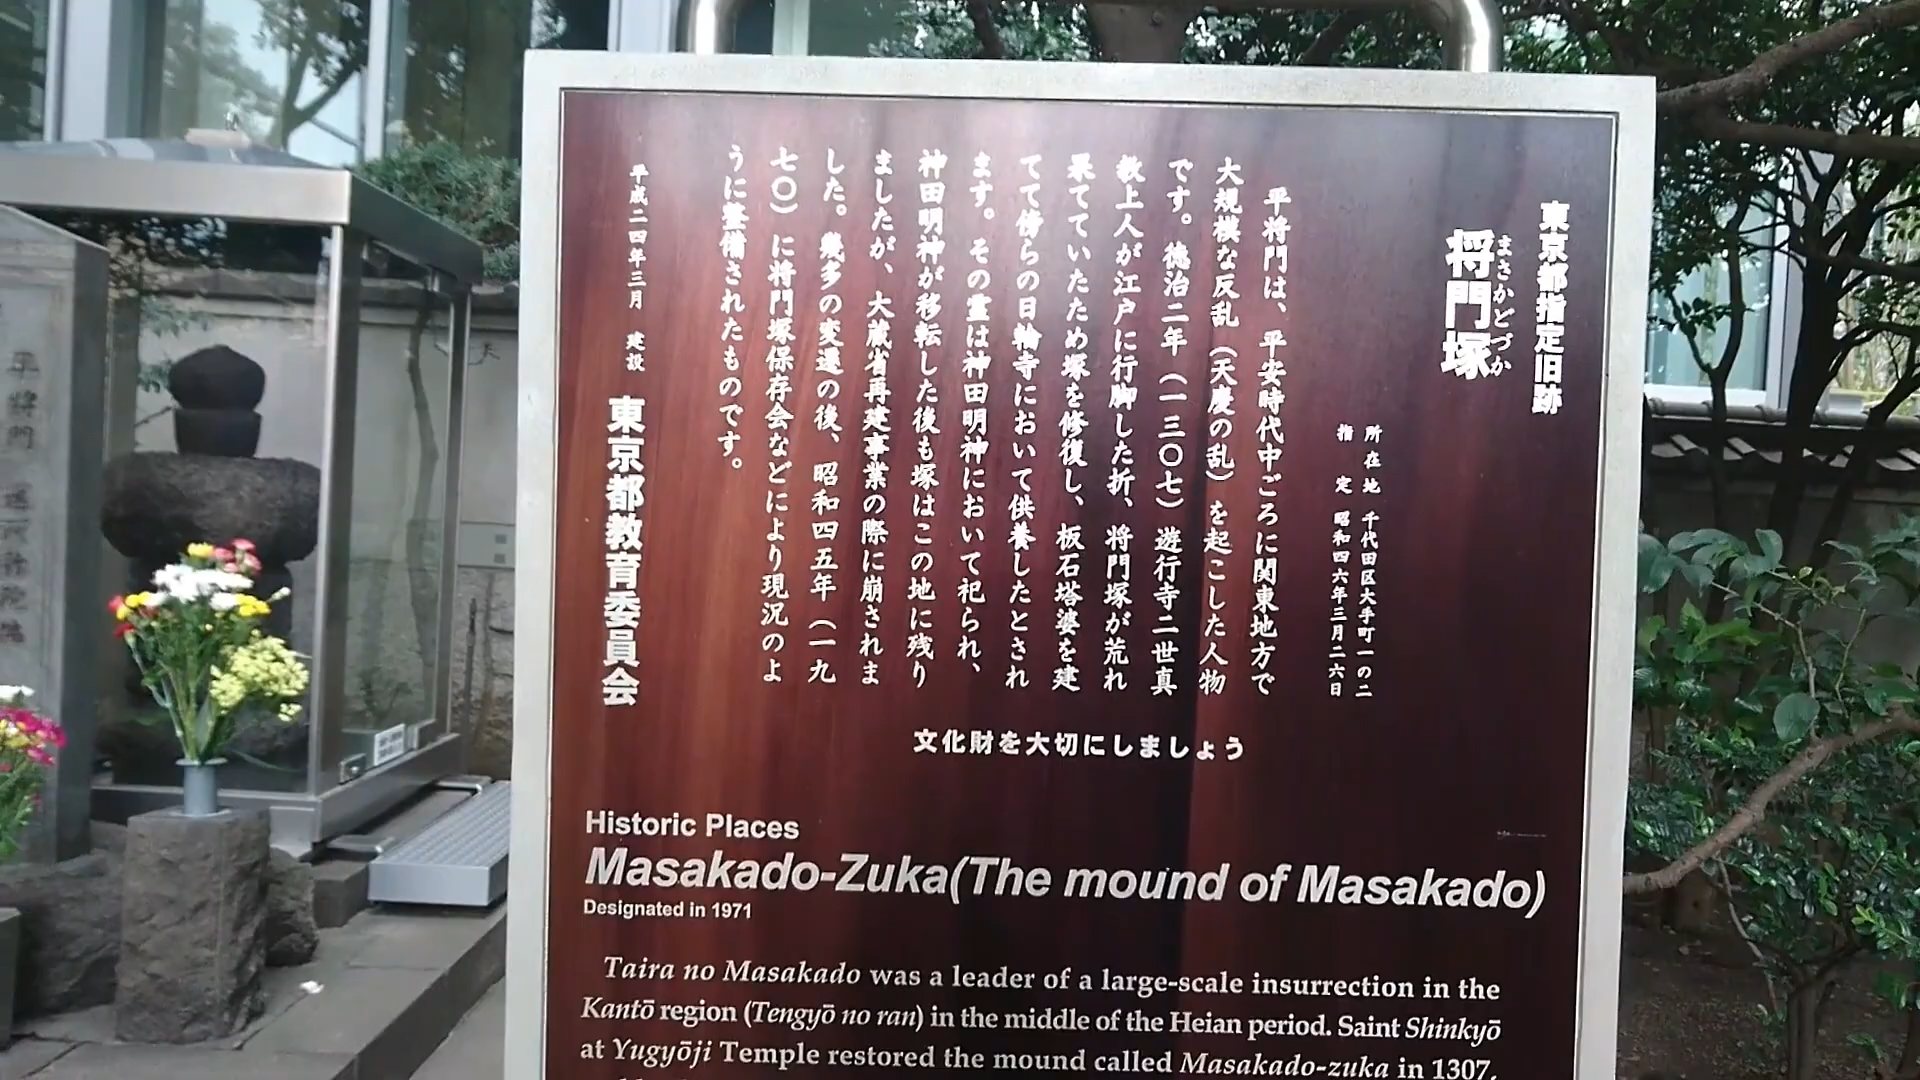 東京都指定旧跡
将門塚
まさかどづか
所在地 千代田区大手町一の二
指定 昭和四六年三月二六日
平将門は、平安時代中ごろに関東地方で
大規模な反乱（天慶の乱）を起こした人物
です。徳治二年（一三〇七）遊行寺二世真
教上人が江戸に行脚した折、将門塚が荒れ
果てていたため塚を修復し、板石塔婆を建
てて傍らの日輪寺において供養したとされ
ます。その霊は神田明神において祀られ、
神田明神が移転した後も塚はこの地に残り
ましたが、大蔵省再建事業の際に崩されま
した。幾多の変遷の後、昭和四五年（一九
七〇）に将門塚保存会などにより現況のよ
うに整備されたものです。
平成二四年三月 建設
東京都教育委員会
文化財を大切にしましょう
Historic Places
Masakado-Zuka(The mound of Masakado)
Designated in 1971
Taira no Masakado was a leader of a large-scale insurrection in the
Kantō region (Tengyō no ran) in the middle of the Heian period. Saint Shinkyō
at Yugyōji Temple restored the mound called Masakado-zuka in 1307.
平将門